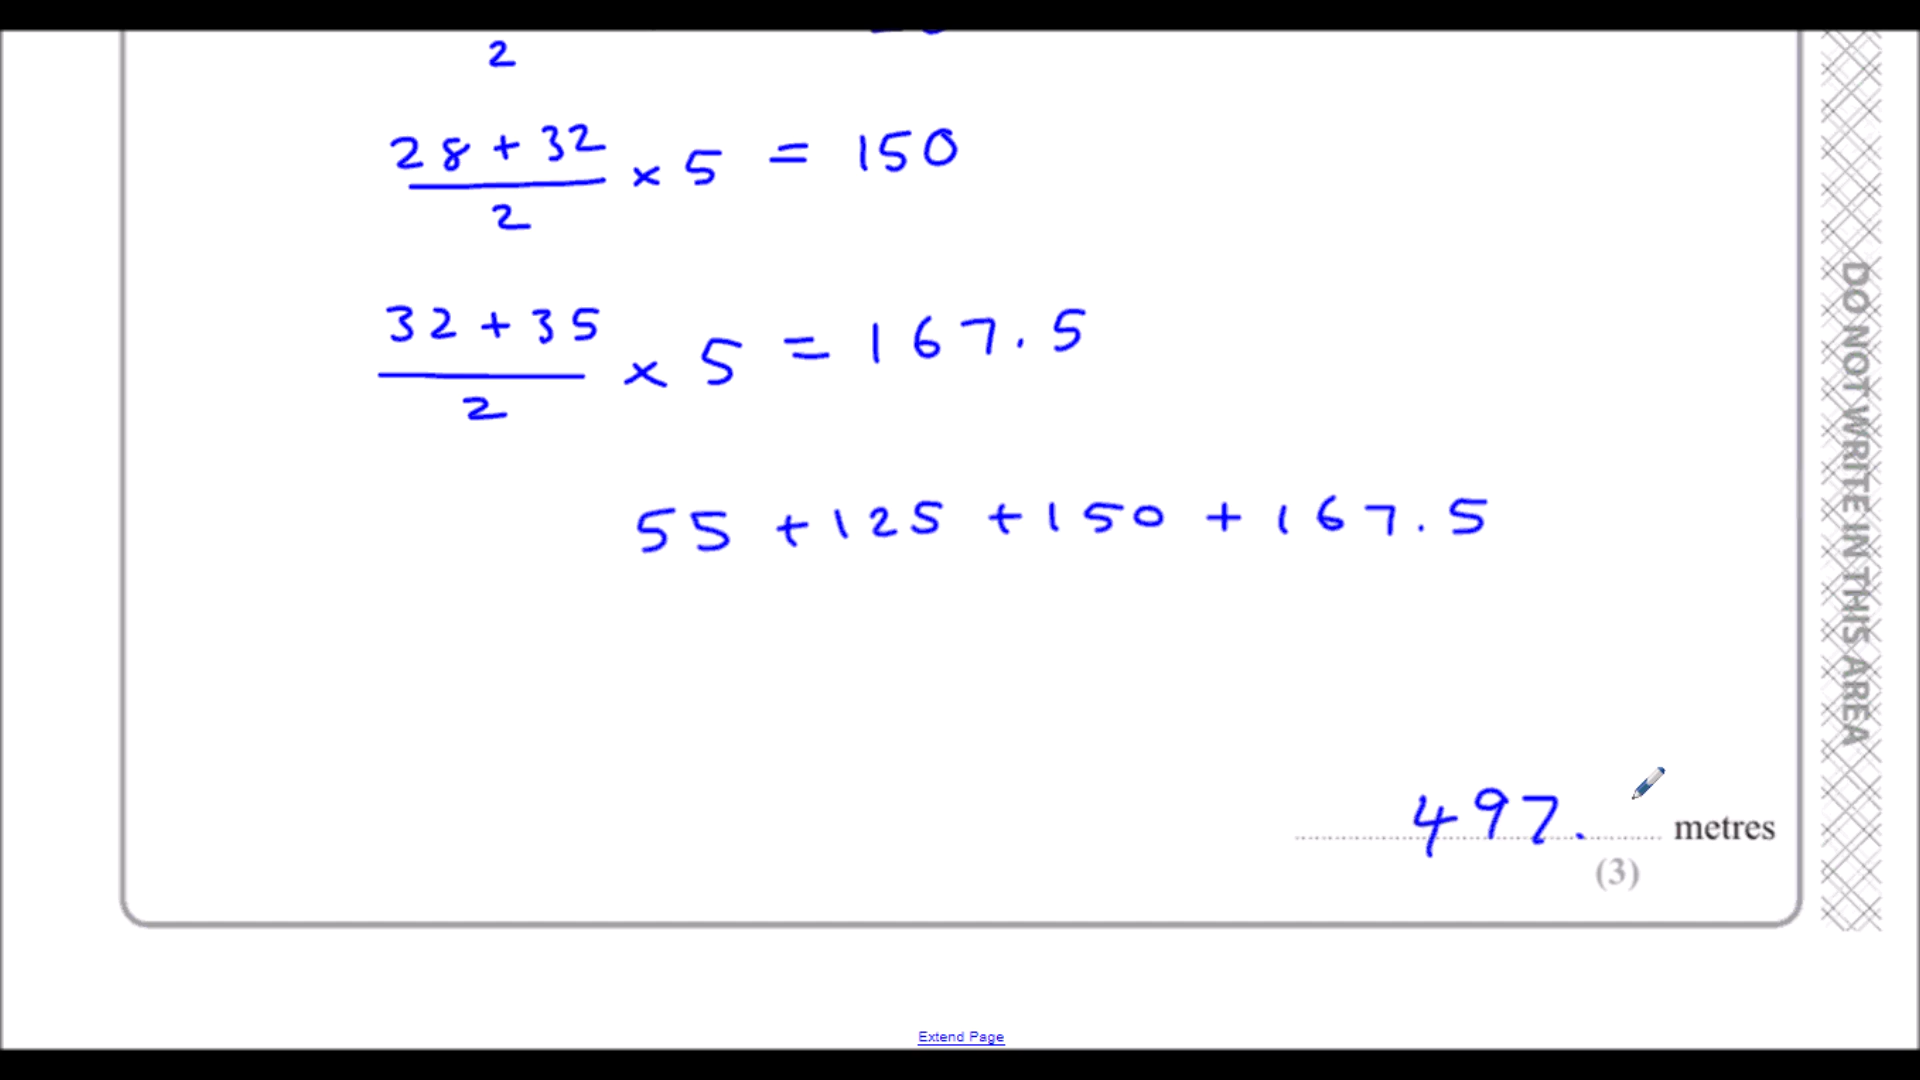 2
28 + 32
× 5 = 150
2
32 + 35
× 5 = 167.5
2
55 + 125 + 150 + 167.5
497. metres
(3)
DO NOT WRITE IN THIS AREA
Extend Page